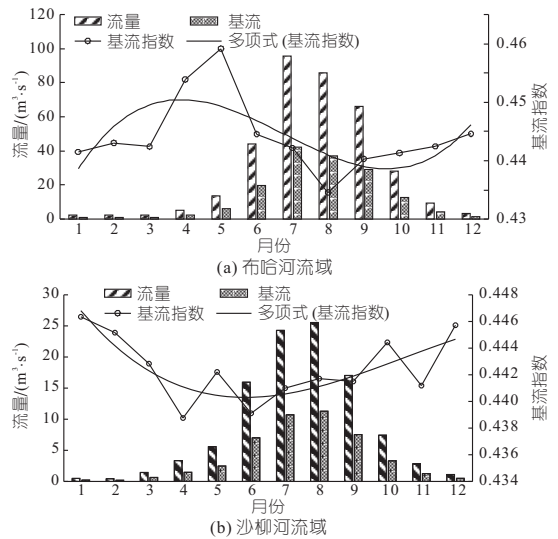 流量 基流
基流指数 多项式 (基流指数)
流量/(m³·s⁻¹)
120
100
80
60
40
20
0
0.46
0.45
0.44
0.43
基流指数
1 2 3 4 5 6 7 8 9 10 11 12
月份
(a) 布哈河流域
流量 基流
基流指数 多项式 (基流指数)
流量/(m³·s⁻¹)
30
25
20
15
10
5
0
0.448
0.446
0.444
0.442
0.440
0.438
0.436
0.434
基流指数
1 2 3 4 5 6 7 8 9 10 11 12
月份
(b) 沙柳河流域